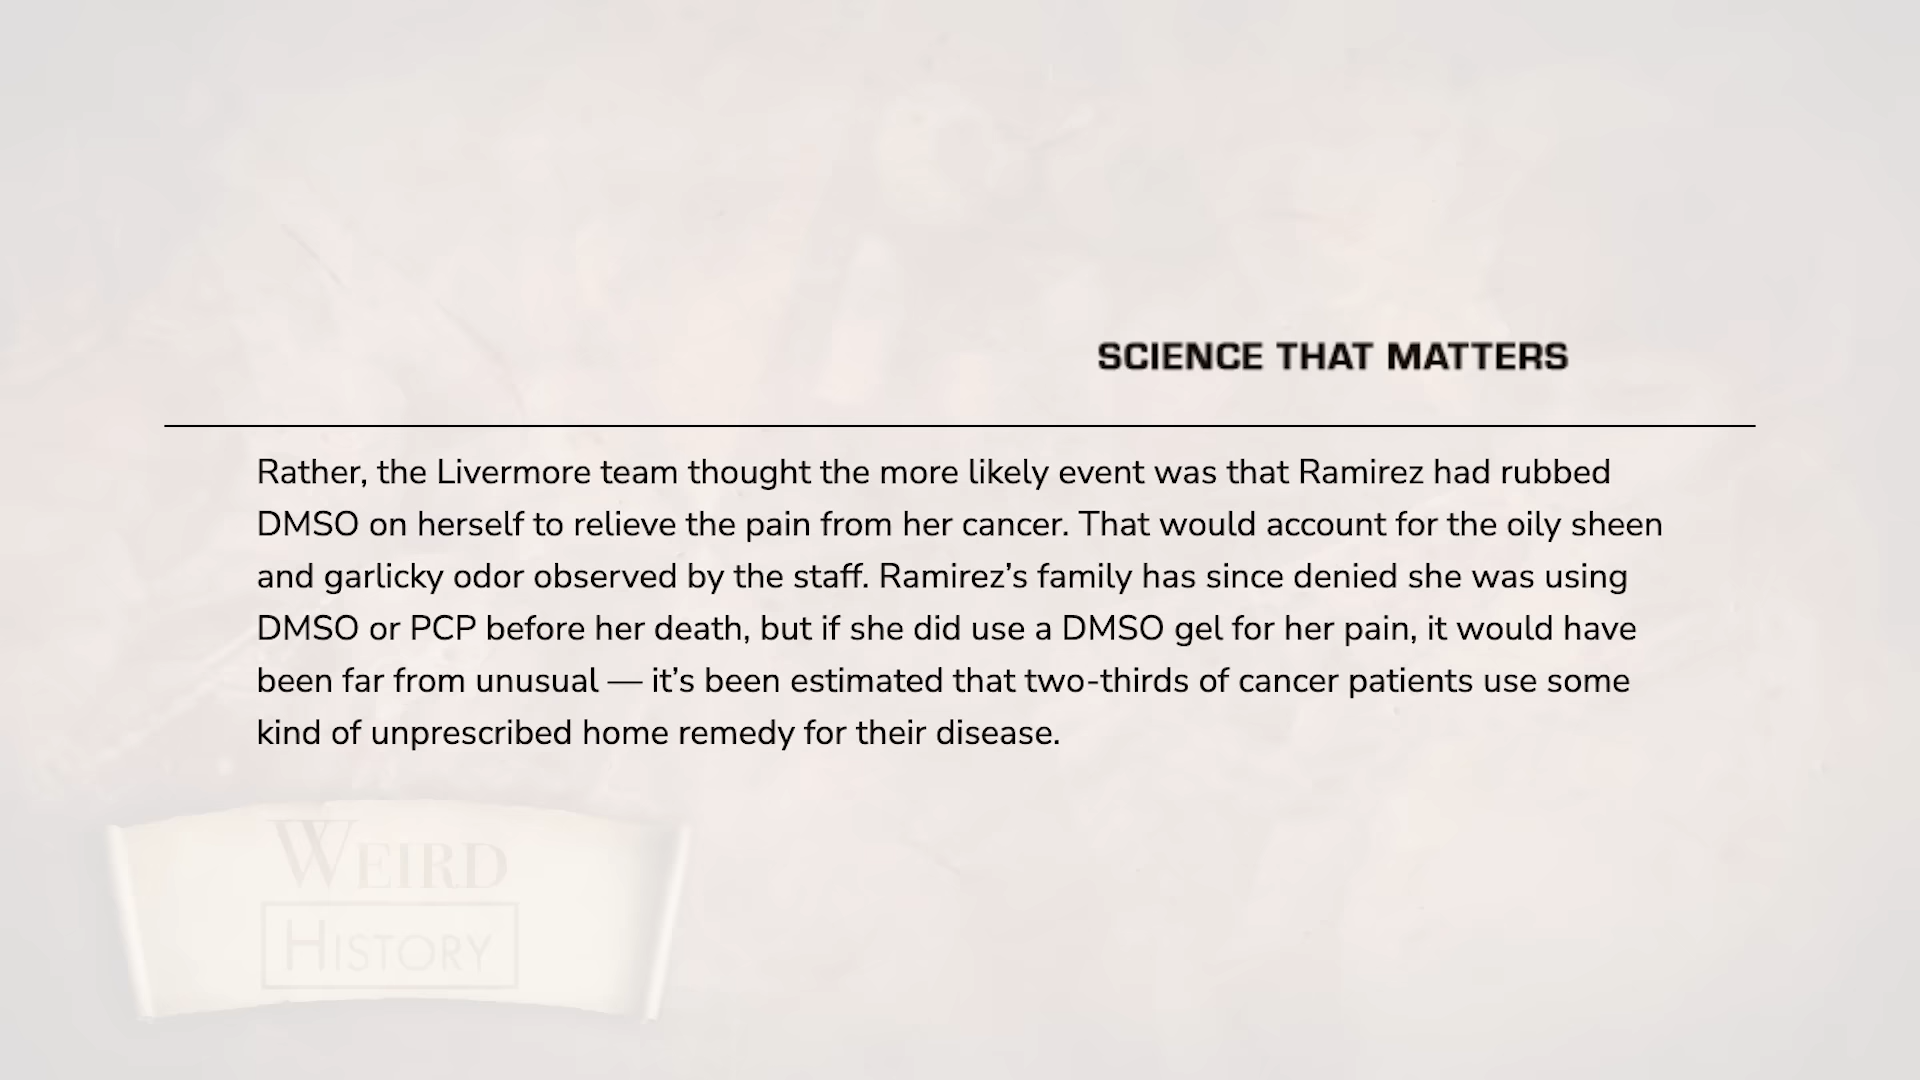 SCIENCE THAT MATTERS
Rather, the Livermore team thought the more likely event was that Ramirez had rubbed
DMSO on herself to relieve the pain from her cancer. That would account for the oily sheen
and garlicky odor observed by the staff. Ramirez’s family has since denied she was using
DMSO or PCP before her death, but if she did use a DMSO gel for her pain, it would have
been far from unusual — it’s been estimated that two-thirds of cancer patients use some
kind of unprescribed home remedy for their disease.
WEIRD
HISTORY